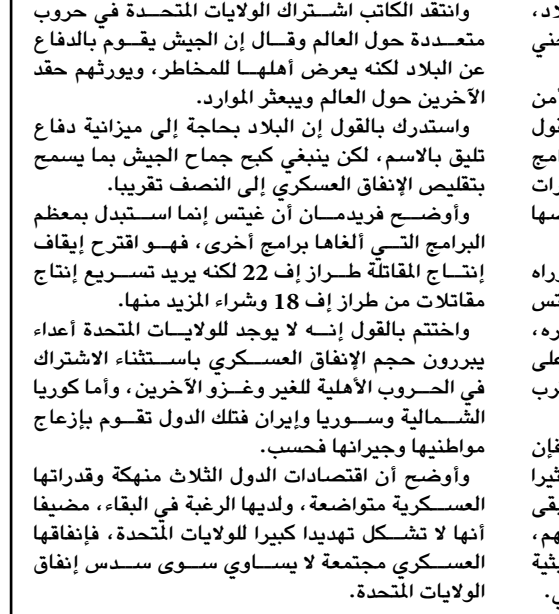 وانتقد الكاتب اشتراك الولايات المتحدة في حروب
متعددة حول العالم وقال إن الجيش يقوم بالدفاع
عن البلاد لكنه يعرض أهلها للمخاطر، ويورثهم حقد
الآخرين حول العالم ويبعثر الموارد.
واستدرك بالقول إن البلاد بحاجة إلى ميزانية دفاع
تليق بالاسم، لكن ينبغي كبح جماح الجيش بما يسمح
بتقليص الإنفاق العسكري إلى النصف تقريبا.
وأوضح فريدمان أن غيتس إنما استبدل بمعظم
البرامج التي ألغاها برامج أخرى، فهو اقترح إيقاف
إنتاج المقاتلة طراز إف 22 لكنه يريد تسريع إنتاج
مقاتلات من طراز إف 18 وشراء المزيد منها.
واختتم بالقول إنه لا يوجد للولايات المتحدة أعداء
يبررون حجم الإنفاق العسكري باستثناء الاشتراك
في الحروب الأهلية للغير وغزو الآخرين، وأما كوريا
الشمالية وسوريا وإيران فتلك الدول تقوم بإزعاج
مواطنيها وجيرانها فحسب.
وأوضح أن اقتصادات الدول الثلاث منهكة وقدراتها
العسكرية متواضعة، ولديها الرغبة في البقاء، مضيفا
أنها لا تشكل تهديدا كبيرا للولايات المتحدة، فإنفاقها
العسكري مجتمعة لا يساوي سوى سدس إنفاق
الولايات المتحدة.